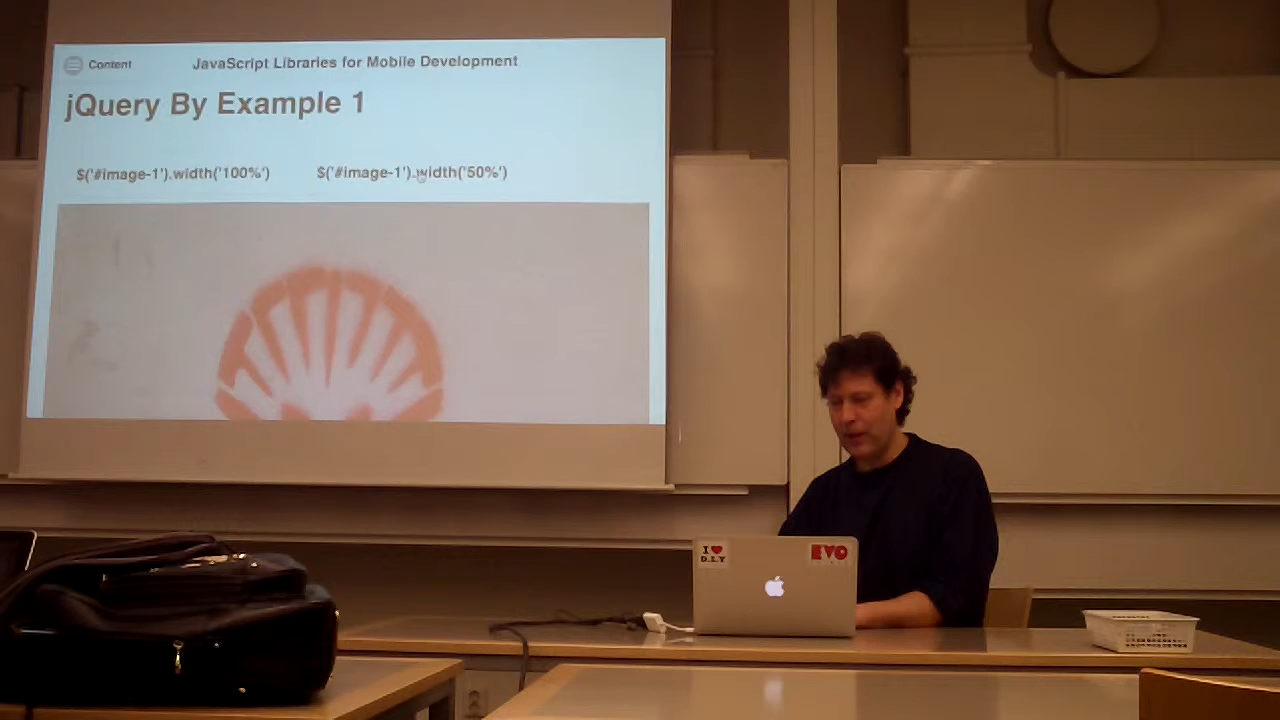 Content
JavaScript Libraries for Mobile Development
jQuery By Example 1
$('#image-1').width('100%')
$('#image-1').width('50%')
I ♥
D.I.Y
EVO